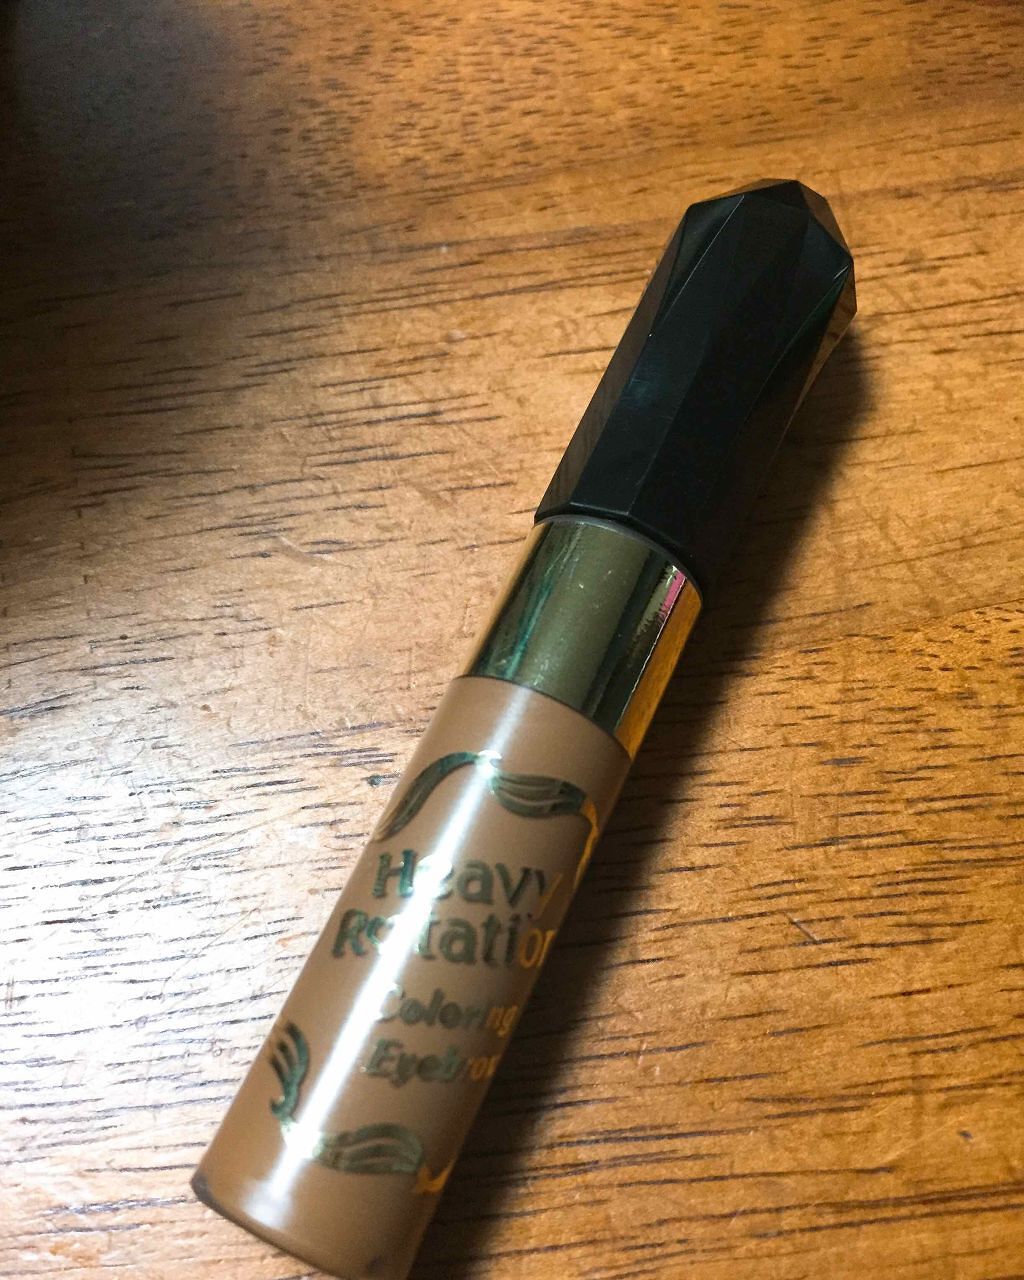 Heavy
Rotation
Coloring
Eyebrow